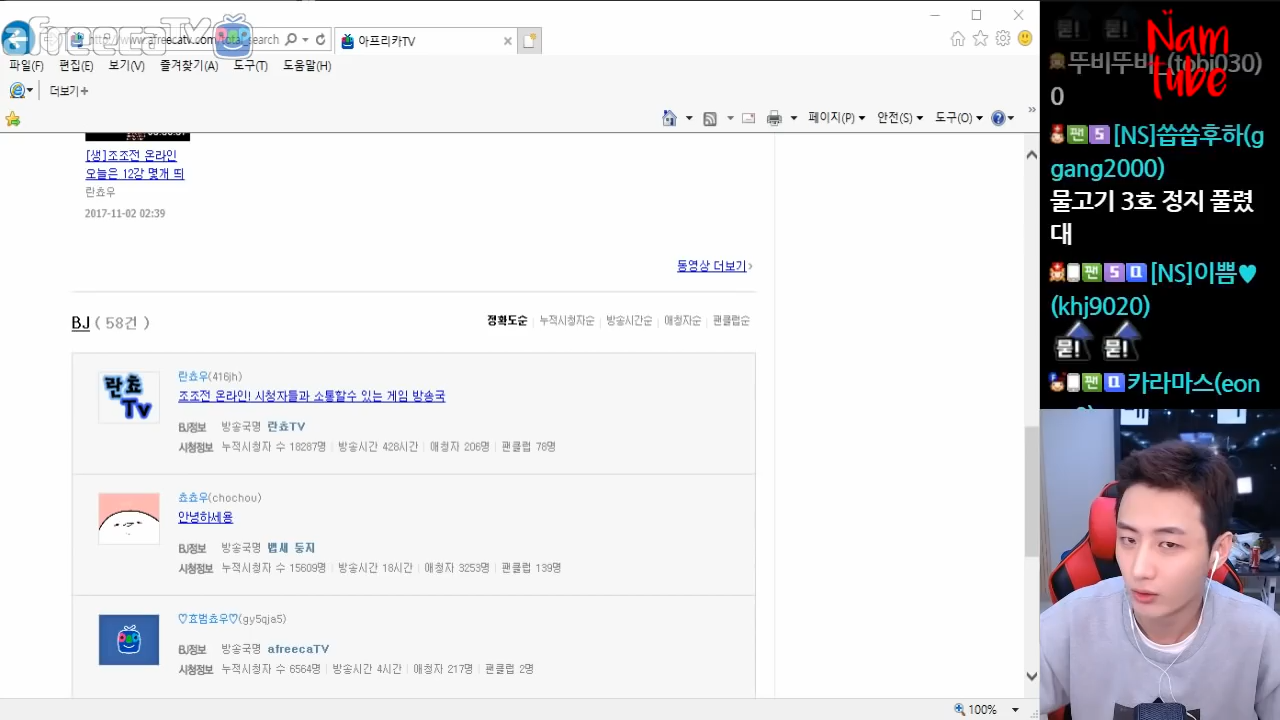 afreecaTV
아프리카TV
파일(F) 편집(E) 보기(V) 즐겨찾기(A) 도구(T) 도움말(H)
더보기+
페이지(P) 안전(S) 도구(O)
[생]조조전 온라인
오늘은 12강 몇개 띄
란쵸우
2017-11-02 02:39
동영상 더보기
BJ ( 58건 )
정확도순 누적시청자순 방송시간순 애청자순 팬클럽순
란쵸Tv
란쵸우(416jh)
조조전 온라인! 시청자들과 소통할수 있는 게임 방송국
BJ정보 방송국명 란쵸TV
시청정보 누적시청자 수 18287명 방송시간 428시간 애청자 206명 팬클럽 78명
쵸쵸우(chochou)
안녕하세용
BJ정보 방송국명 뱁새 둥지
시청정보 누적시청자 수 15609명 방송시간 18시간 애청자 3253명 팬클럽 139명
♡효범쵸우♡(gy5qja5)
BJ정보 방송국명 afreecaTV
시청정보 누적시청자 수 6564명 방송시간 4시간 애청자 217명 팬클럽 2명
100%
Nam
tube
뚜비뚜바 (tobi030)
0
팬 5 [NS]씁씁후하(g
gang2000)
물고기 3호 정지 풀렸
대
팬 5 [NS]이쁨♥
(khj9020)
묻! 묻!
팬 카라마스(eon